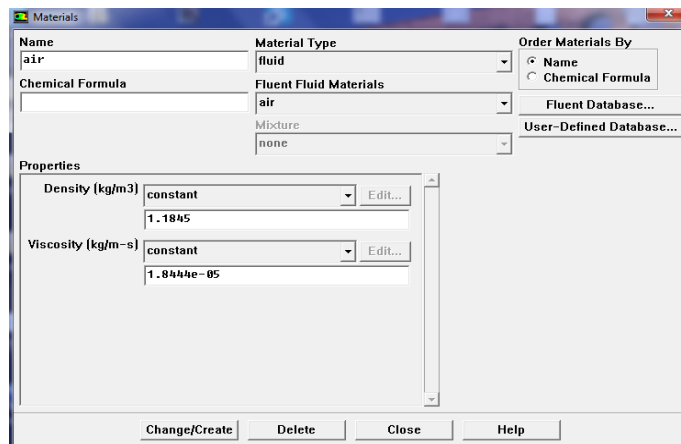 Materials
Name
air
Chemical Formula
Material Type
fluid
Fluent Fluid Materials
air
Mixture
none
Order Materials By
Name
Chemical Formula
Fluent Database...
User-Defined Database...
Properties
Density (kg/m3) constant Edit...
1.1845
Viscosity (kg/m-s) constant Edit...
1.8444e-05
Change/Create Delete Close Help